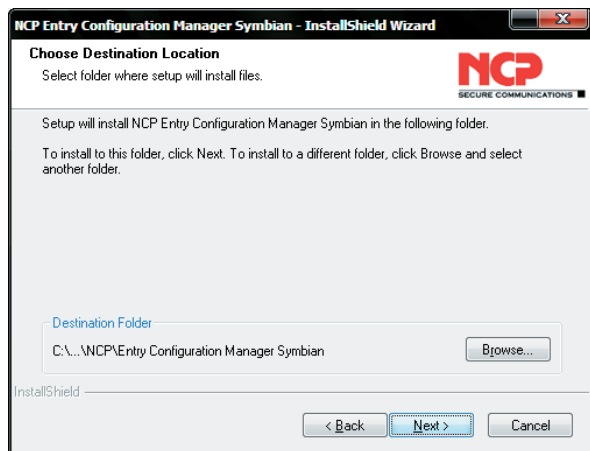 NCP Entry Configuration Manager Symbian - InstallShield Wizard
Choose Destination Location
Select folder where setup will install files.
NCP
SECURE COMMUNICATIONS
Setup will install NCP Entry Configuration Manager Symbian in the following folder.
To install to this folder, click Next. To install to a different folder, click Browse and select
another folder.
Destination Folder
C:\...\NCP\Entry Configuration Manager Symbian
Browse...
InstallShield
< Back
Next >
Cancel